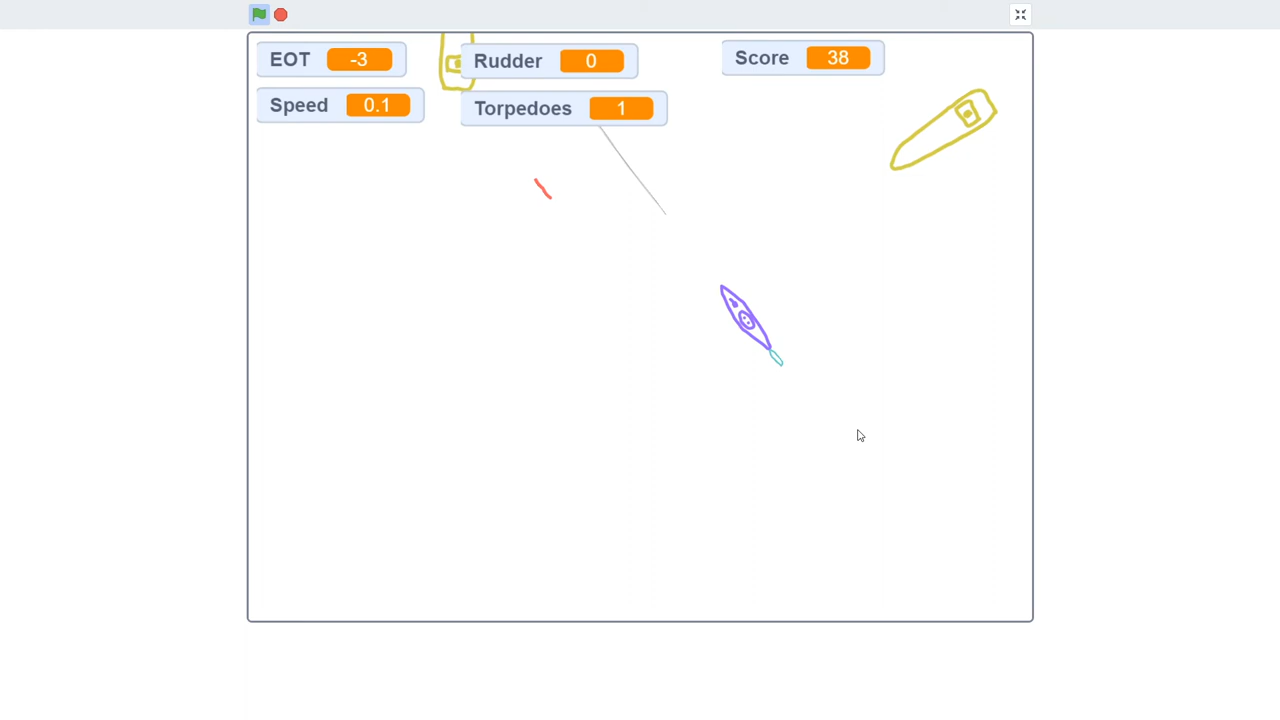 EOT -3
Rudder 0
Score 38
Speed 0.1
Torpedoes 1